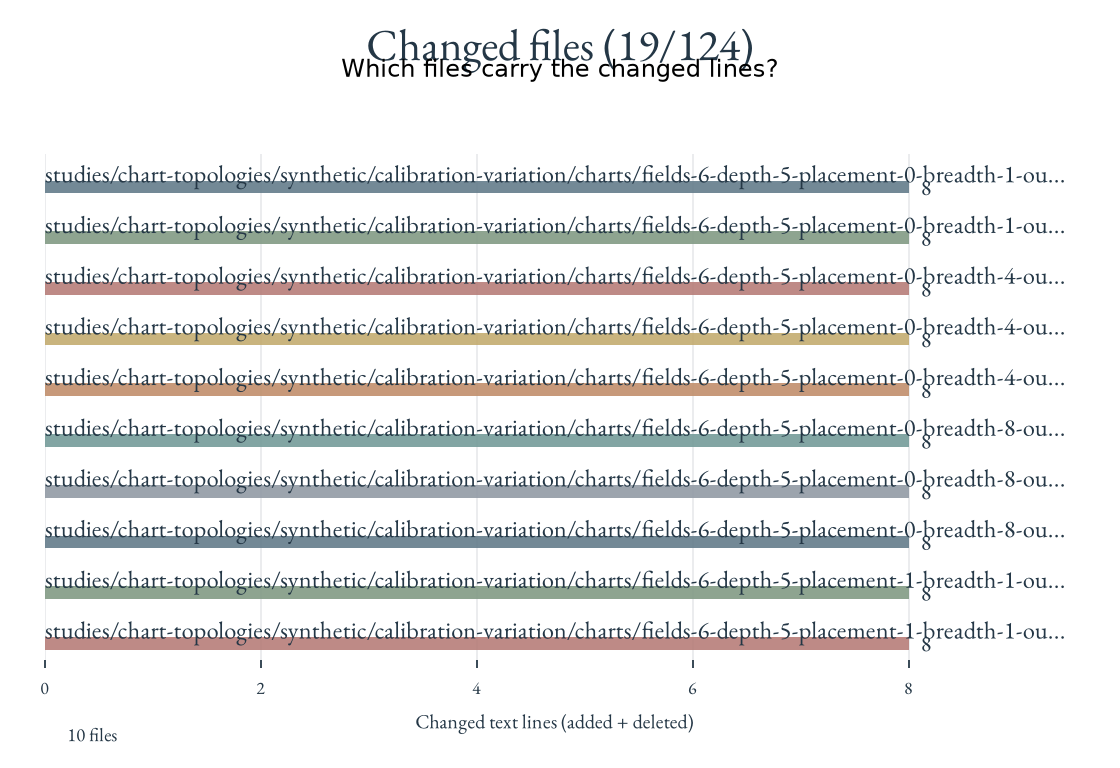 Changed files (19/124)
Which files carry the changed lines?
studies/chart-topologies/synthetic/calibration-variation/charts/fields-6-depth-5-placement-0-breadth-1-ou...
8
studies/chart-topologies/synthetic/calibration-variation/charts/fields-6-depth-5-placement-0-breadth-1-ou...
8
studies/chart-topologies/synthetic/calibration-variation/charts/fields-6-depth-5-placement-0-breadth-4-ou...
8
studies/chart-topologies/synthetic/calibration-variation/charts/fields-6-depth-5-placement-0-breadth-4-ou...
8
studies/chart-topologies/synthetic/calibration-variation/charts/fields-6-depth-5-placement-0-breadth-4-ou...
8
studies/chart-topologies/synthetic/calibration-variation/charts/fields-6-depth-5-placement-0-breadth-8-ou...
8
studies/chart-topologies/synthetic/calibration-variation/charts/fields-6-depth-5-placement-0-breadth-8-ou...
8
studies/chart-topologies/synthetic/calibration-variation/charts/fields-6-depth-5-placement-0-breadth-8-ou...
8
studies/chart-topologies/synthetic/calibration-variation/charts/fields-6-depth-5-placement-1-breadth-1-ou...
8
studies/chart-topologies/synthetic/calibration-variation/charts/fields-6-depth-5-placement-1-breadth-1-ou...
8
0 2 4 6 8
Changed text lines (added + deleted)
10 files